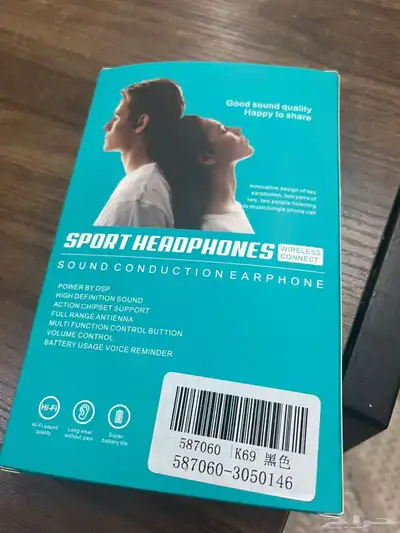 Good sound quality
Happy to share
Innovative design of two
earphones, two pairs of
two, two people listening
to music/single phone call
SPORT HEADPHONES
WIRELESS
CONNECT
SOUND CONDUCTION EARPHONE
POWER BY DSP
HIGH DEFINITION SOUND
ACTION CHIPSET SUPPORT
FULL RANGE ANTIENNA
MULTI FUNCTION CONTROL BUTTION
VOLUME CONTROL
BATTERY USAGE VOICE REMINDER
Hi-Fi
Hi-Fi sound
quality
Long wear
without pain
Super
battery life
587060 K69 黑色
587060-3050146
حراج